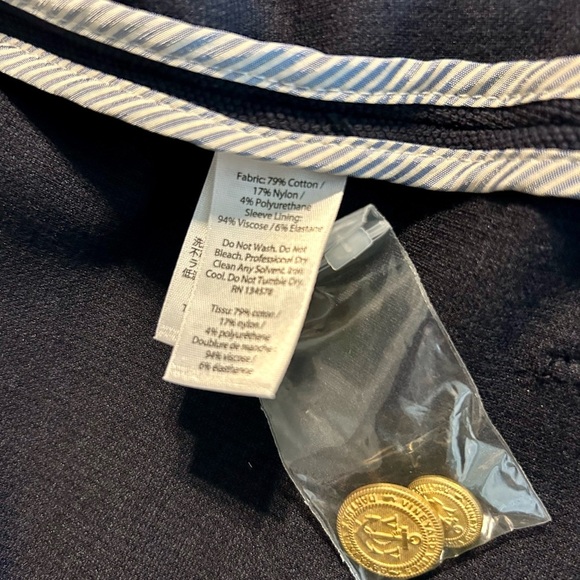 Fabric: 79% Cotton /
17% Nylon /
4% Polyurethane
Sleeve Lining:
94% Viscose / 6% Elastane
Do Not Wash. Do Not
Bleach. Professional Dry
Clean Any Solvent. Iron
Cool. Do Not Tumble Dry.
RN 134578
Tissu: 79% cotton /
17% nylon /
4% polyuréthane
Doublure de manche:
94% viscose /
6% élasthanne